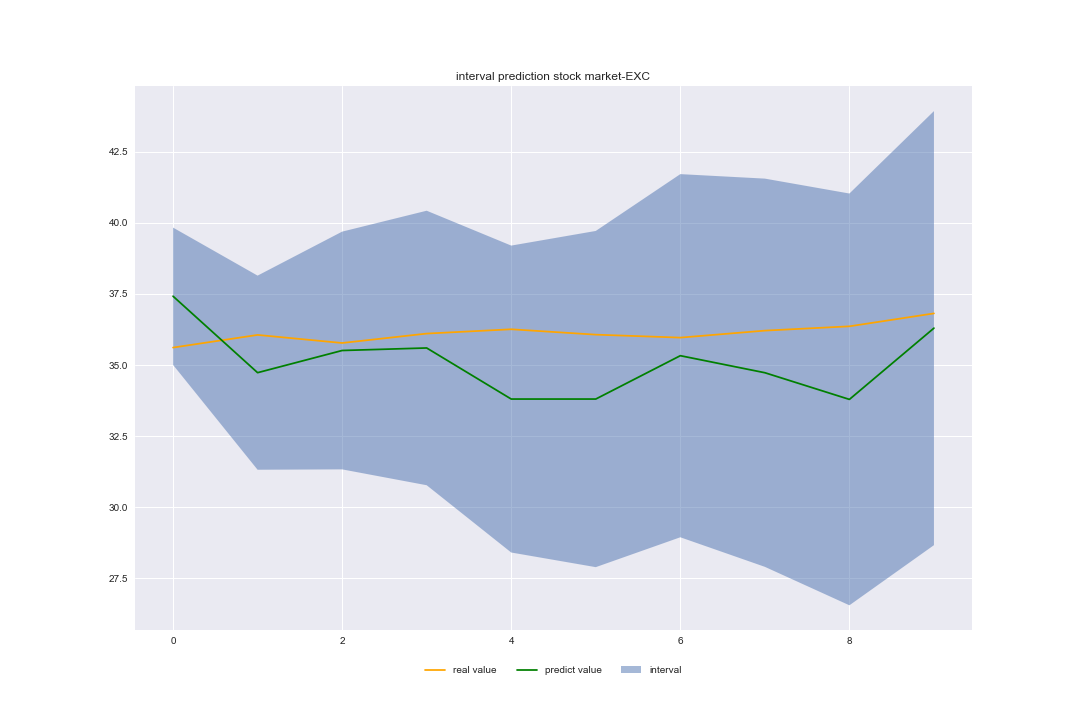 interval prediction stock market-EXC
42.5
40.0
37.5
35.0
32.5
30.0
27.5
0 2 4 6 8
real value predict value interval